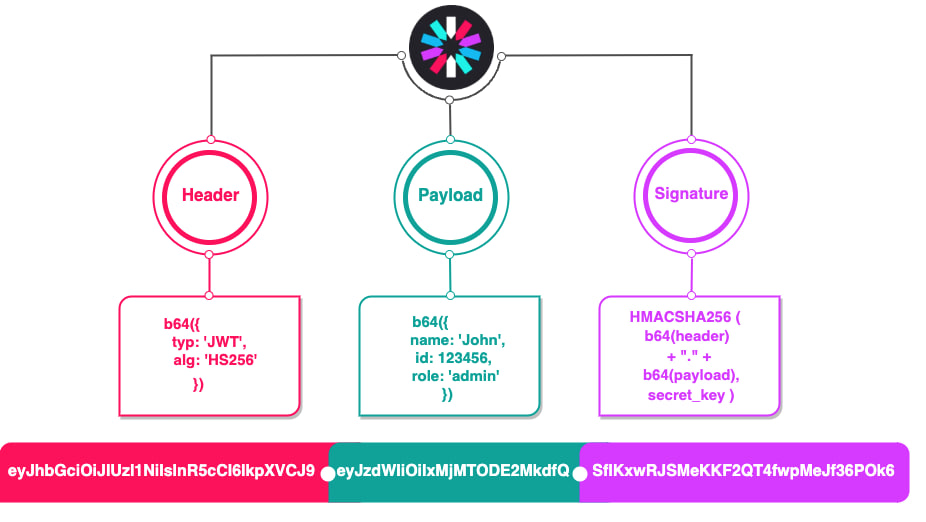 Header
Payload
Signature
b64({
typ: 'JWT',
alg: 'HS256'
})
b64({
name: 'John',
id: 123456,
role: 'admin'
})
HMACSHA256 (
b64(header)
+ "." +
b64(payload),
secret_key )
eyJhbGciOiJIUzI1NiIsInR5cCI6IkpXVCJ9
eyJzdWIiOiIxMjMTODE2MkdfQ
SflKxwRJSMeKKF2QT4fwpMeJf36POk6